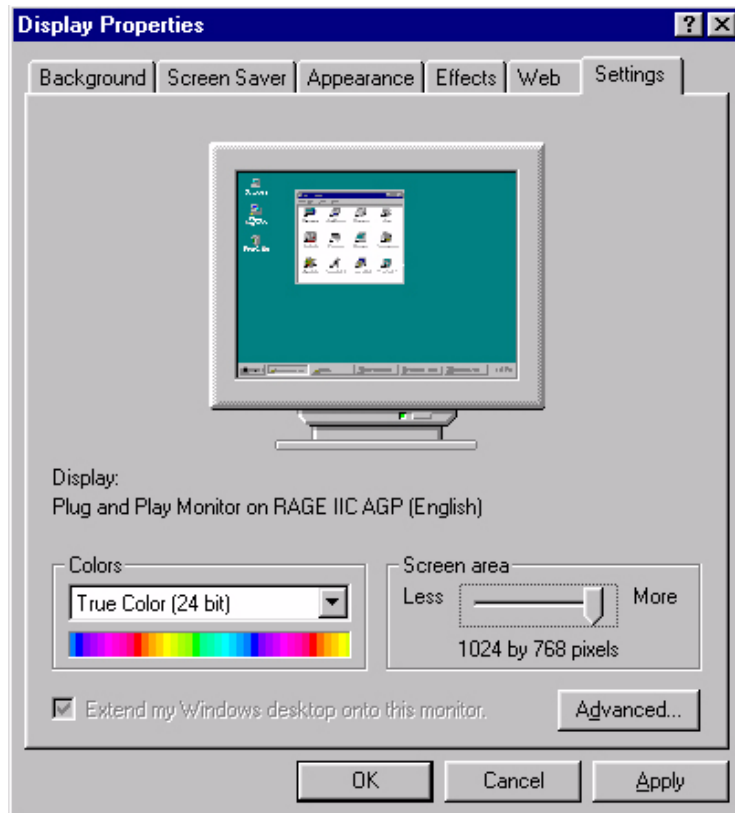 Display Properties
Background Screen Saver Appearance Effects Web Settings
Display:
Plug and Play Monitor on RAGE IIC AGP (English)
Colors
True Color (24 bit)
Screen area
Less More
1024 by 768 pixels
Extend my Windows desktop onto this monitor.
Advanced...
OK Cancel Apply